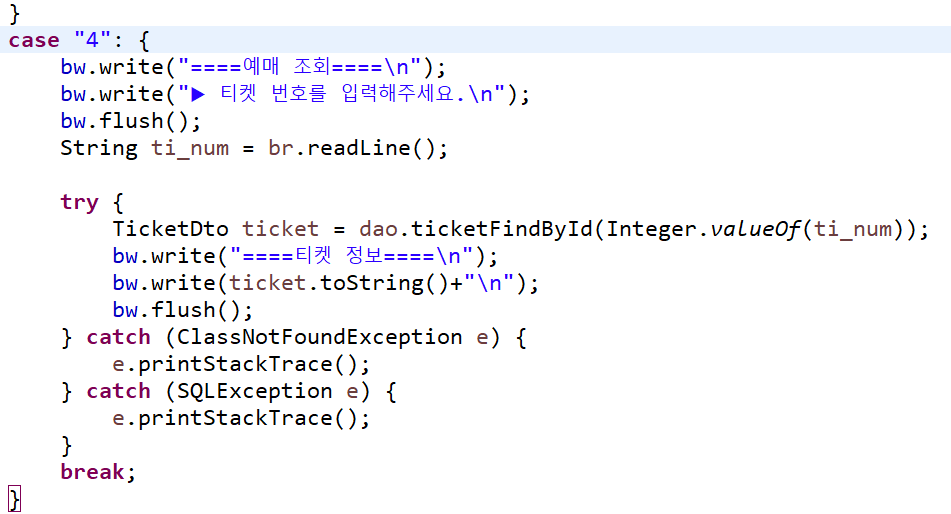 }
case "4": {
    bw.write("====예매 조회====\n");
    bw.write("▶ 티켓 번호를 입력해주세요.\n");
    bw.flush();
    String ti_num = br.readLine();

    try {
        TicketDto ticket = dao.ticketFindById(Integer.valueOf(ti_num));
        bw.write("====티켓 정보====\n");
        bw.write(ticket.toString()+"\n");
        bw.flush();
    } catch (ClassNotFoundException e) {
        e.printStackTrace();
    } catch (SQLException e) {
        e.printStackTrace();
    }
    break;
}